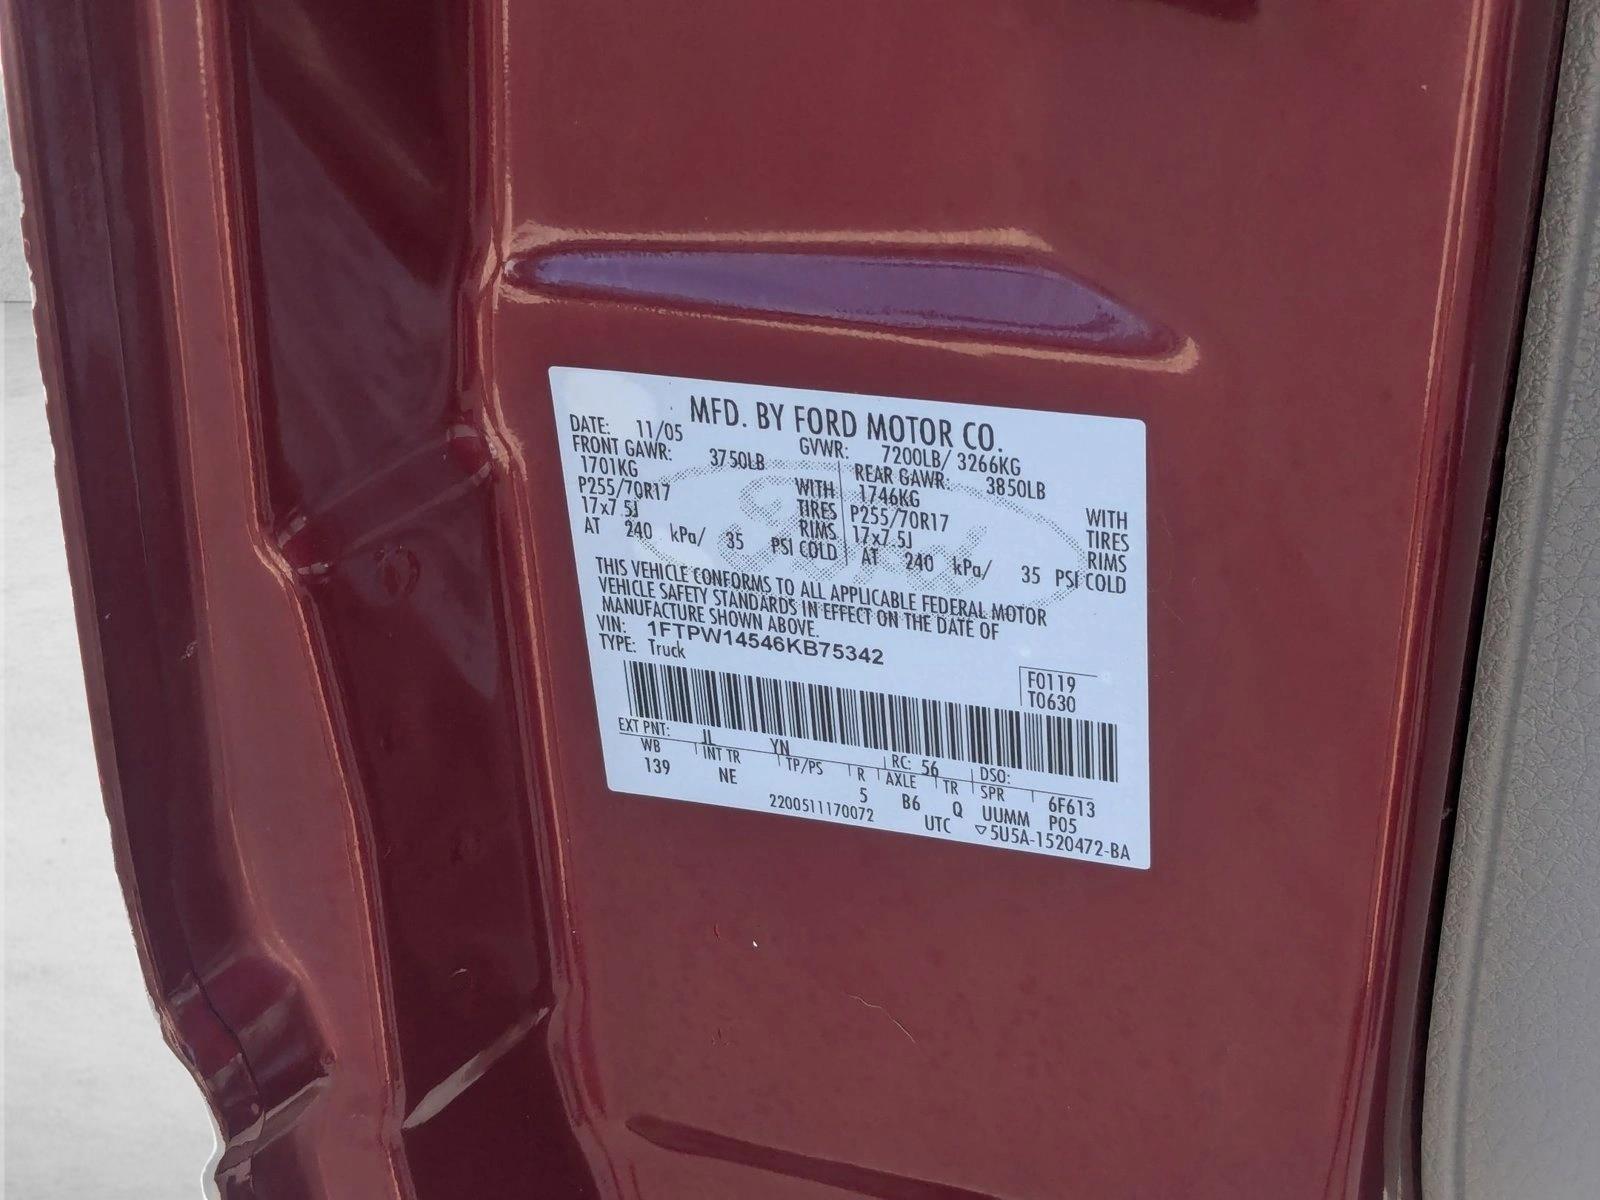 MFD. BY FORD MOTOR CO.
DATE: 11/05 GVWR: 7200LB/ 3266KG
FRONT GAWR: 3750LB REAR GAWR: 3850LB
1701KG WITH 1746KG WITH
P255/70R17 TIRES P255/70R17 TIRES
17x7.5J RIMS 17x7.5J RIMS
AT 240 kPa/ 35 PSI COLD AT 240 kPa/ 35 PSI COLD
THIS VEHICLE CONFORMS TO ALL APPLICABLE FEDERAL MOTOR
VEHICLE SAFETY STANDARDS IN EFFECT ON THE DATE OF
MANUFACTURE SHOWN ABOVE.
VIN: 1FTPW14546KB75342
TYPE: Truck
F0119
T0630
EXT PNT: JL YN RC: 56 DSO:
WB INT TR TP/PS R AXLE TR SPR 6F613
139 NE 5 B6 Q UUMM P05
2200511170072 UTC ▽5U5A-1520472-BA
Ford